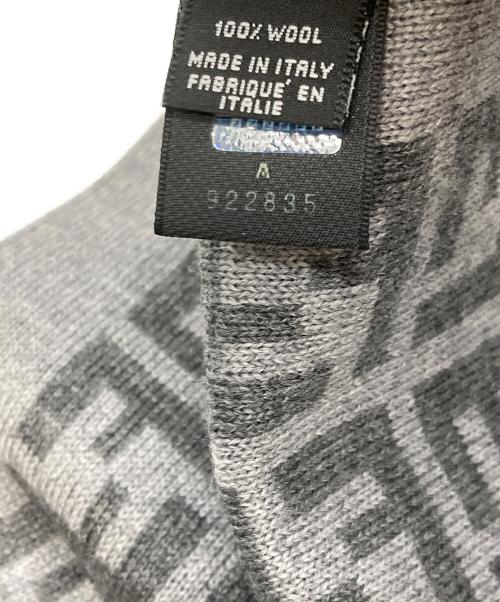 100% WOOL
MADE IN ITALY
FABRIQUE' EN
ITALIE
A
922835